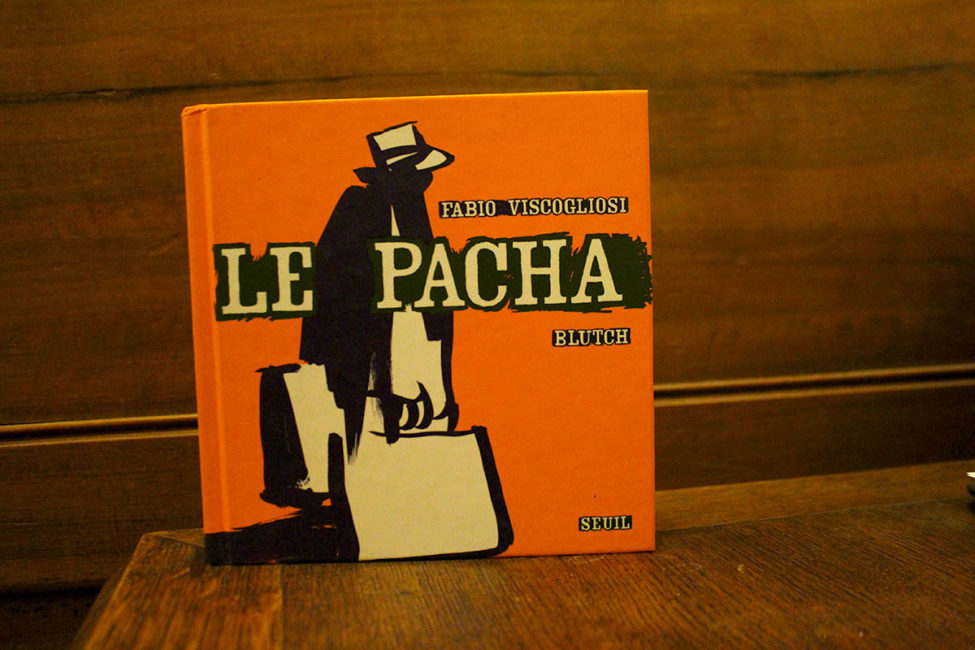 FABIO VISCOGLIOSI
LE PACHA
BLUTCH
SEUIL